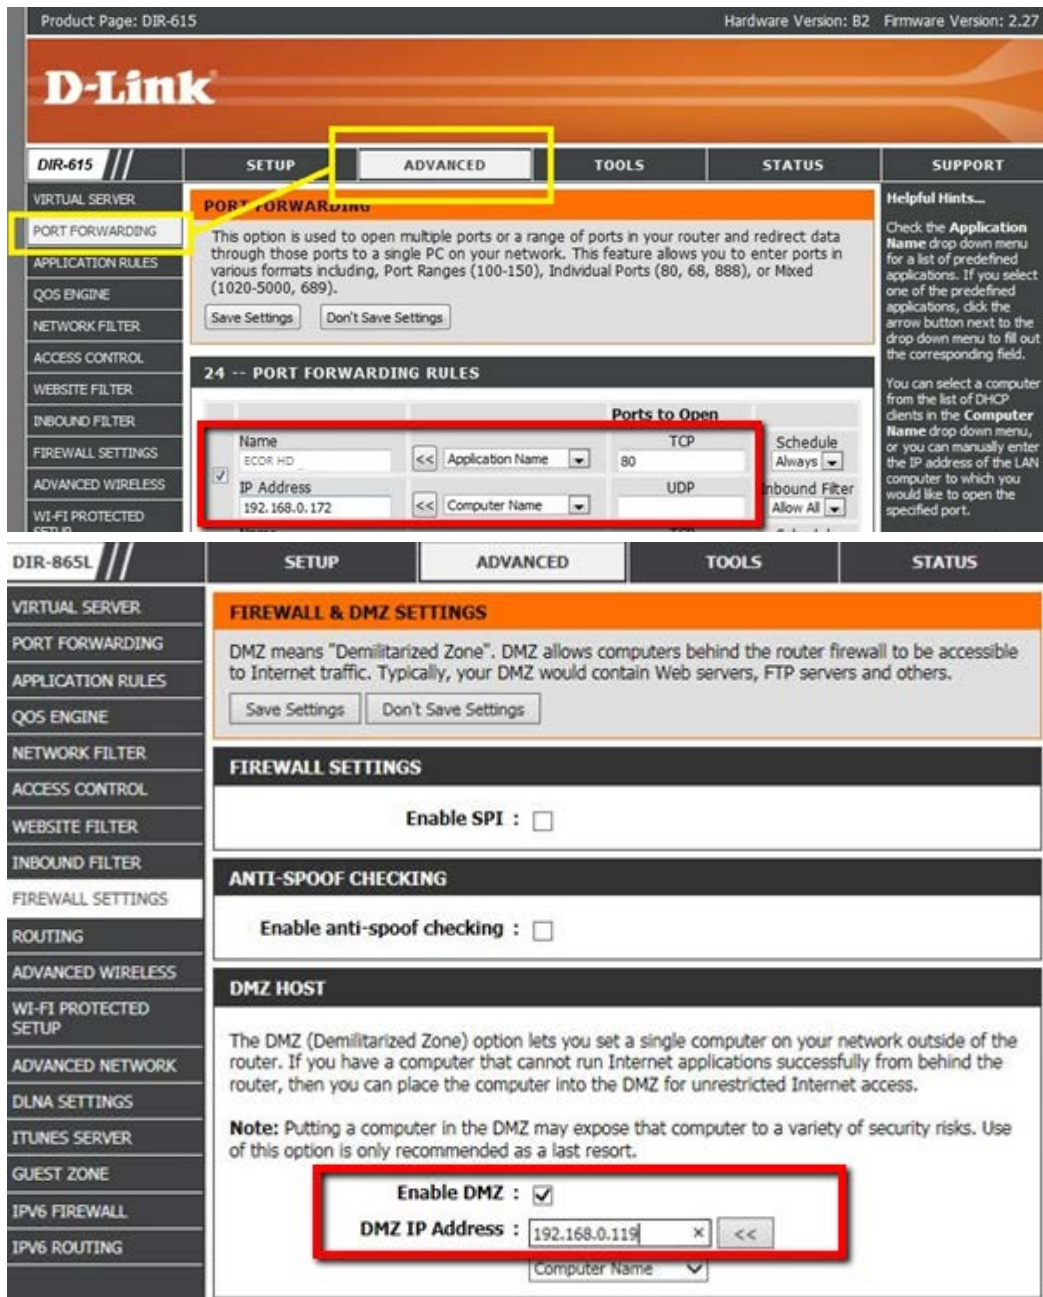 Product Page: DIR-615 Hardware Version: B2 Firmware Version: 2.27
D-Link
DIR-615 SETUP ADVANCED TOOLS STATUS SUPPORT
VIRTUAL SERVER
PORT FORWARDING
APPLICATION RULES
QOS ENGINE
NETWORK FILTER
ACCESS CONTROL
WEBSITE FILTER
INBOUND FILTER
FIREWALL SETTINGS
ADVANCED WIRELESS
WI-FI PROTECTED
SETUP
PORT FORWARDING
This option is used to open multiple ports or a range of ports in your router and redirect data
through those ports to a single PC on your network. This feature allows you to enter ports in
various formats including, Port Ranges (100-150), Individual Ports (80, 68, 888), or Mixed
(1020-5000, 689).
Save Settings Don't Save Settings
24 -- PORT FORWARDING RULES
Ports to Open
Name TCP Schedule
ECOR HD << Application Name 80 Always
IP Address UDP Inbound Filter
192.168.0.172 << Computer Name Allow All
Name TCP Schedule
Helpful Hints...
Check the Application
Name drop down menu
for a list of predefined
applications. If you select
one of the predefined
applications, click the
arrow button next to the
drop down menu to fill out
the corresponding field.
You can select a computer
from the list of DHCP
clients in the Computer
Name drop down menu,
or you can manually enter
the IP address of the LAN
computer to which you
would like to open the
specified port.
DIR-865L SETUP ADVANCED TOOLS STATUS
VIRTUAL SERVER
PORT FORWARDING
APPLICATION RULES
QOS ENGINE
NETWORK FILTER
ACCESS CONTROL
WEBSITE FILTER
INBOUND FILTER
FIREWALL SETTINGS
ROUTING
ADVANCED WIRELESS
WI-FI PROTECTED
SETUP
ADVANCED NETWORK
DLNA SETTINGS
ITUNES SERVER
GUEST ZONE
IPV6 FIREWALL
IPV6 ROUTING
FIREWALL & DMZ SETTINGS
DMZ means "Demilitarized Zone". DMZ allows computers behind the router firewall to be accessible
to Internet traffic. Typically, your DMZ would contain Web servers, FTP servers and others.
Save Settings Don't Save Settings
FIREWALL SETTINGS
Enable SPI :
ANTI-SPOOF CHECKING
Enable anti-spoof checking :
DMZ HOST
The DMZ (Demilitarized Zone) option lets you set a single computer on your network outside of the
router. If you have a computer that cannot run Internet applications successfully from behind the
router, then you can place the computer into the DMZ for unrestricted Internet access.
Note: Putting a computer in the DMZ may expose that computer to a variety of security risks. Use
of this option is only recommended as a last resort.
Enable DMZ :
DMZ IP Address : 192.168.0.119 × <<
Computer Name